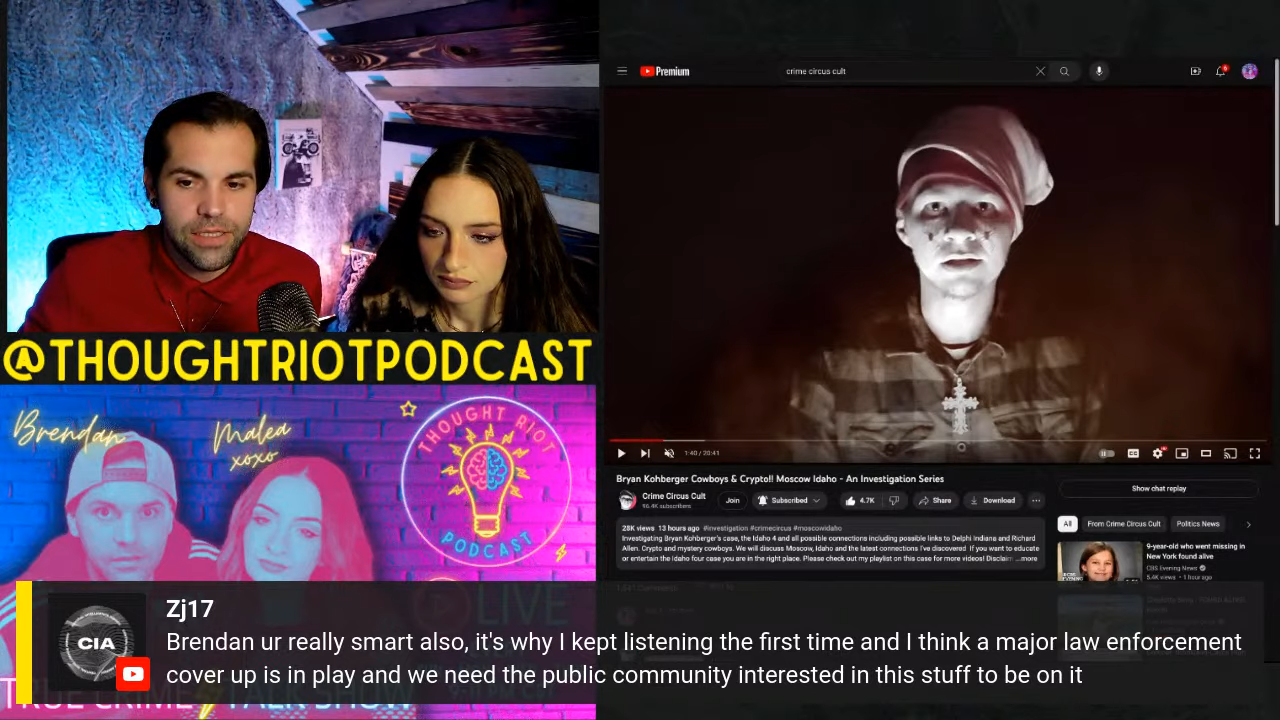 @THOUGHTRIOTPODCAST
Brendan
Malea
xoxo
THOUGHT RIOT
PODCAST
LIVE
TRUE CRIME TALK SHOW
Premium
crime circus cult
1:40 / 20:41
Bryan Kohberger Cowboys & Crypto!! Moscow Idaho - An Investigation Series
Crime Circus Cult
96.4K subscribers
Join
Subscribed
4.7K
Share
Download
28K views 13 hours ago #investigation #crimecircus #moscowidaho
Investigating Bryan Kohberger's case, the Idaho 4 and all possible connections including possible links to Delphi Indiana and Richard
Allen. Crypto and mystery cowboys. We will discuss Moscow, Idaho and the latest connections I've discovered If you want to educate
or entertain the Idaho four case you are in the right place. Please check out my playlist on this case for more videos! Disclaim ...more
Show chat replay
All
From Crime Circus Cult
Politics News
9-year-old who went missing in
New York found alive
CBS Evening News
5.4K views • 1 hour ago
CIA
Zj17
Brendan ur really smart also, it's why I kept listening the first time and I think a major law enforcement
cover up is in play and we need the public community interested in this stuff to be on it